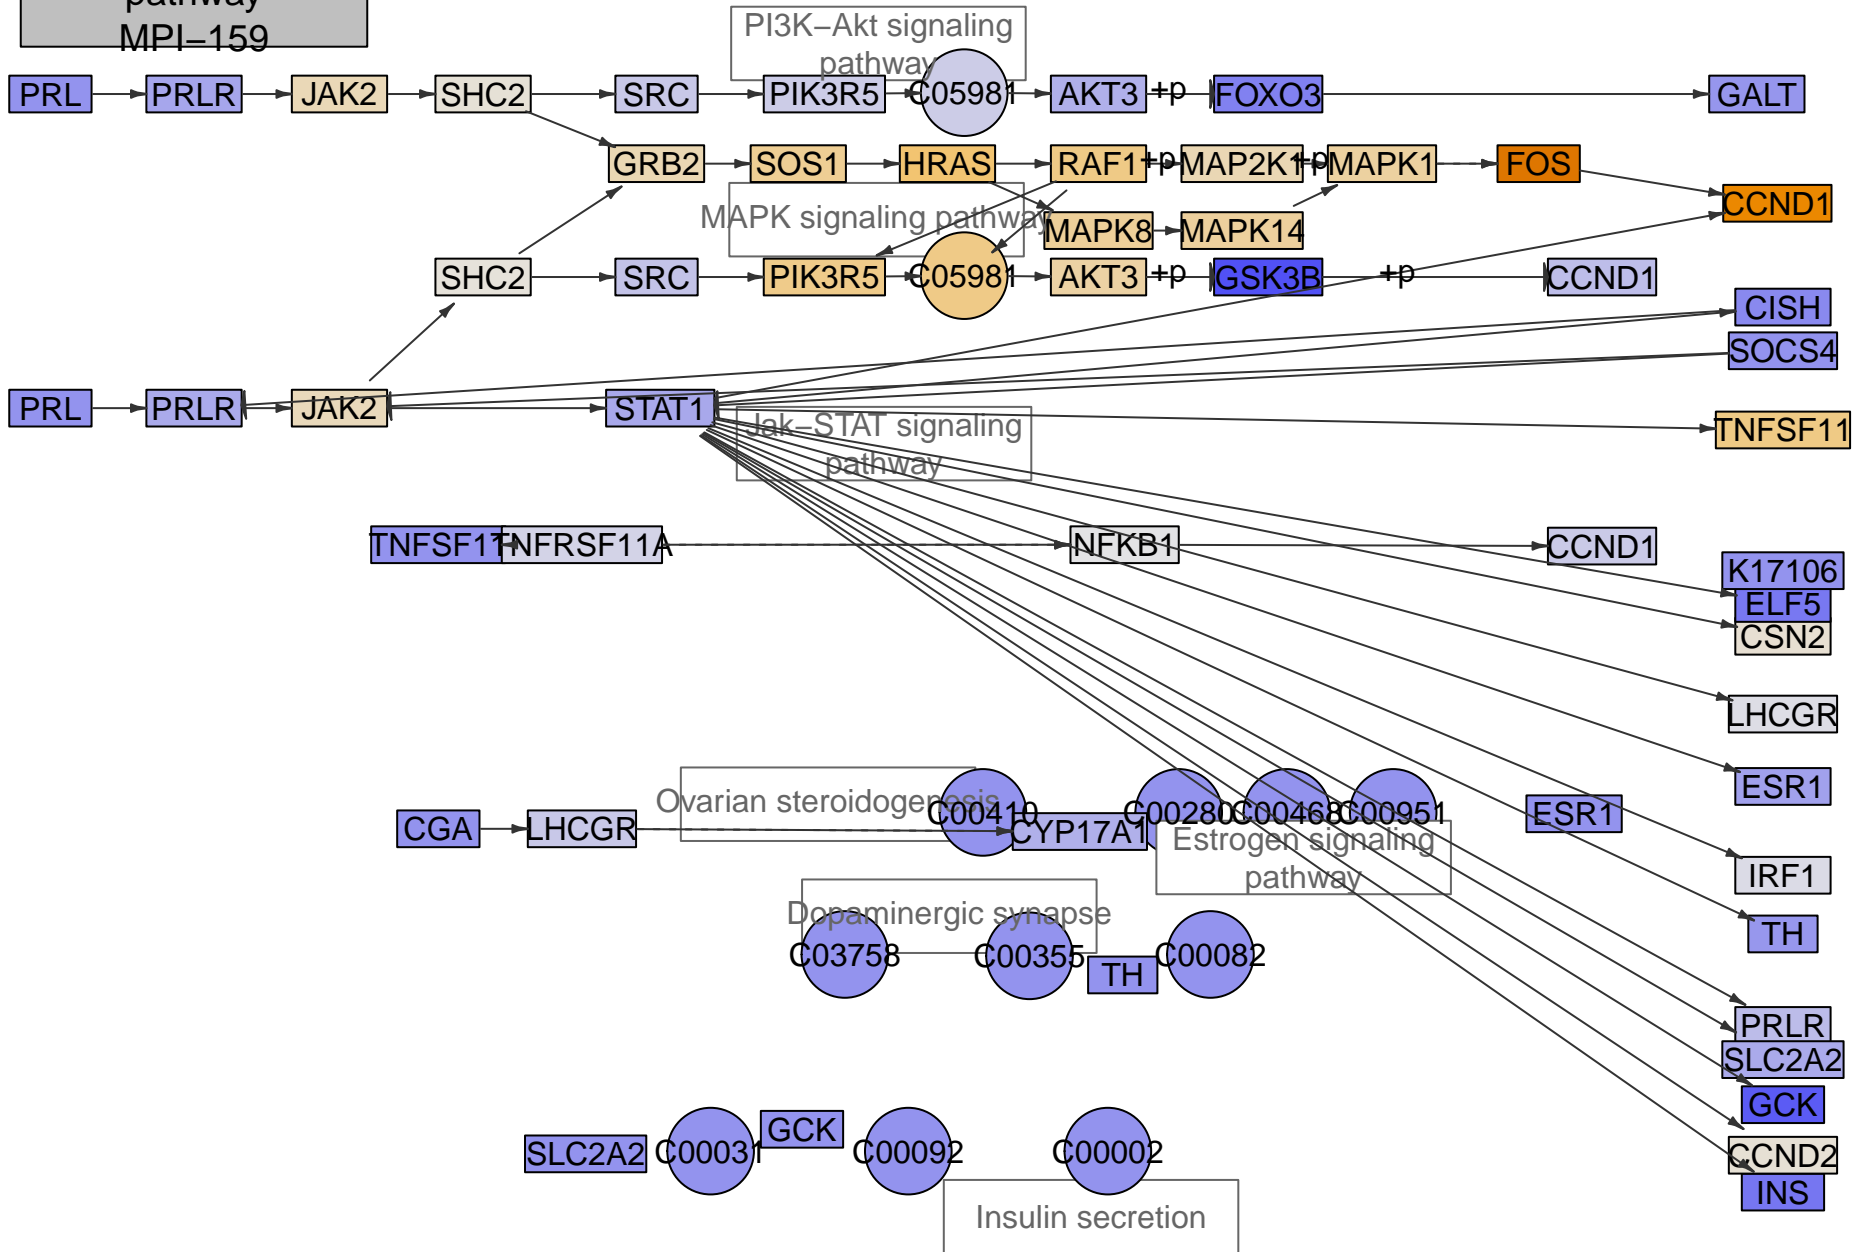 pathway
MPI–159
PI3K–Akt signaling
pathway
PRL
PRLR
JAK2
SHC2
SRC
PIK3R5
C05981
AKT3
+p
FOXO3
GALT
GRB2
SOS1
HRAS
RAF1
+p
MAP2K1
+p
MAPK1
FOS
CCND1
MAPK signaling pathway
MAPK8
MAPK14
SHC2
SRC
PIK3R5
C05981
AKT3
+p
GSK3B
+p
CCND1
CISH
SOCS4
PRL
PRLR
JAK2
STAT1
Jak–STAT signaling
pathway
TNFSF11
TNFSF11
TNFRSF11A
NFKB1
CCND1
K17106
ELF5
CSN2
LHCGR
ESR1
Ovarian steroidogenesis
CGA
LHCGR
C00410
CYP17A1
C00280
C00468
C00951
ESR1
Estrogen signaling
pathway
IRF1
Dopaminergic synapse
TH
C03758
C00355
TH
C00082
PRLR
SLC2A2
GCK
SLC2A2
C00031
GCK
C00092
C00002
CCND2
INS
Insulin secretion